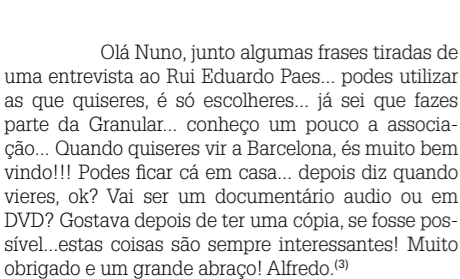 Olá Nuno, junto algumas frases tiradas de
uma entrevista ao Rui Eduardo Paes... podes utilizar
as que quiseres, é só escolheres... já sei que fazes
parte da Granular... conheço um pouco a associa-
ção... Quando quiseres vir a Barcelona, és muito bem
vindo!!! Podes ficar cá em casa... depois diz quando
vieres, ok? Vai ser um documentário audio ou em
DVD? Gostava depois de ter uma cópia, se fosse pos-
sível...estas coisas são sempre interessantes! Muito
obrigado e um grande abraço! Alfredo.(3)